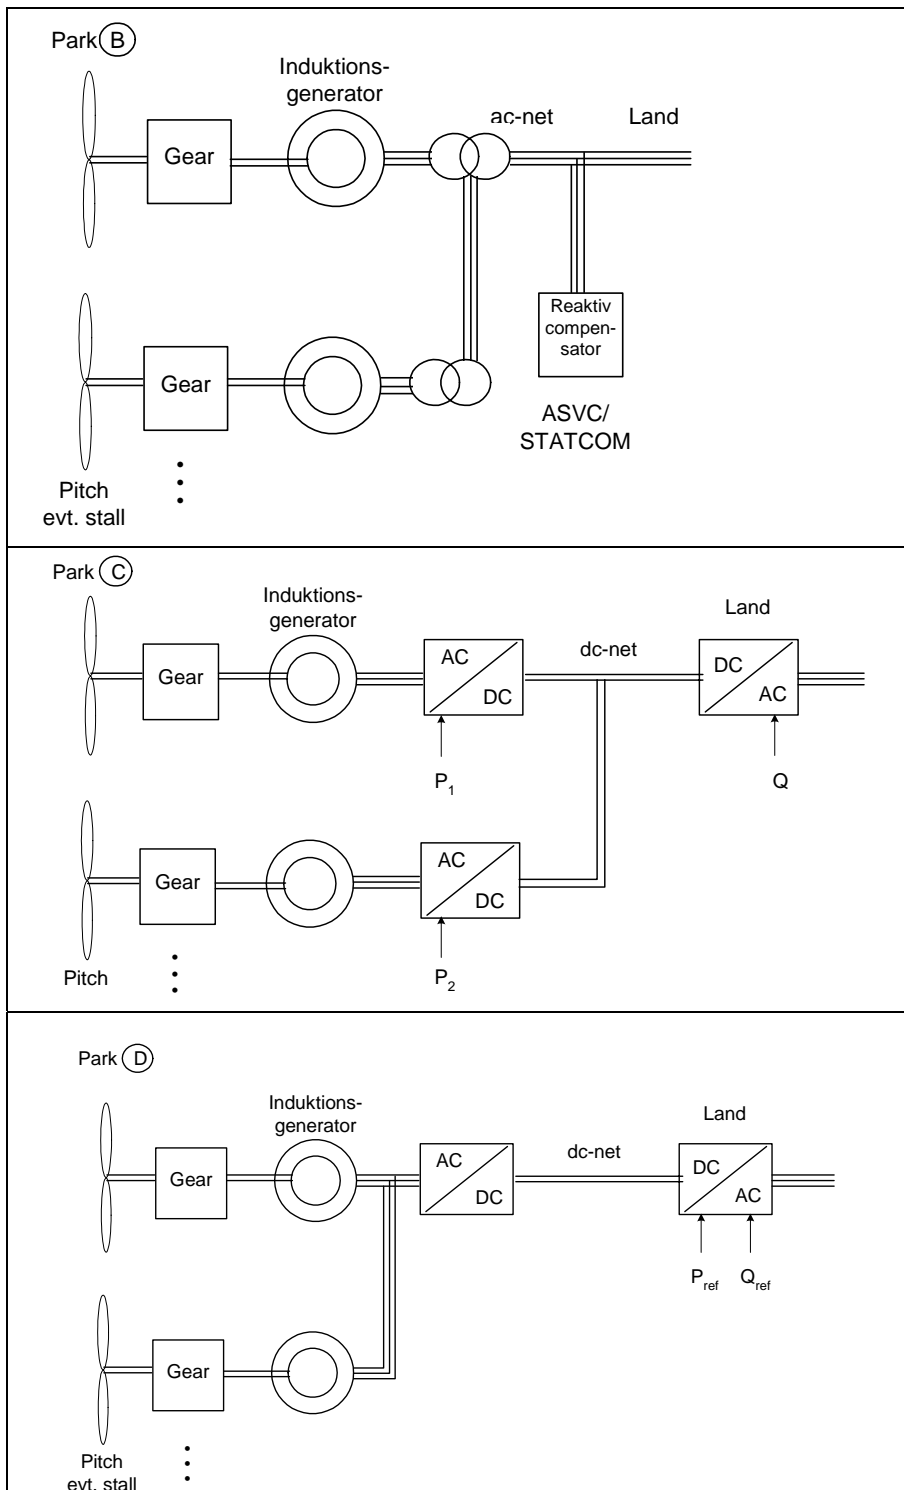 Park B
Induktions-
generator
ac-net
Land
Gear
Reaktiv
compen-
sator
Gear
ASVC/
STATCOM
Pitch
evt. stall
Park C
Induktions-
generator
Land
dc-net
Gear
AC
DC
DC
AC
P1
Q
Gear
AC
DC
Pitch
P2
Park D
Induktions-
generator
Land
dc-net
Gear
AC
DC
DC
AC
Pref
Qref
Gear
Pitch
evt. stall